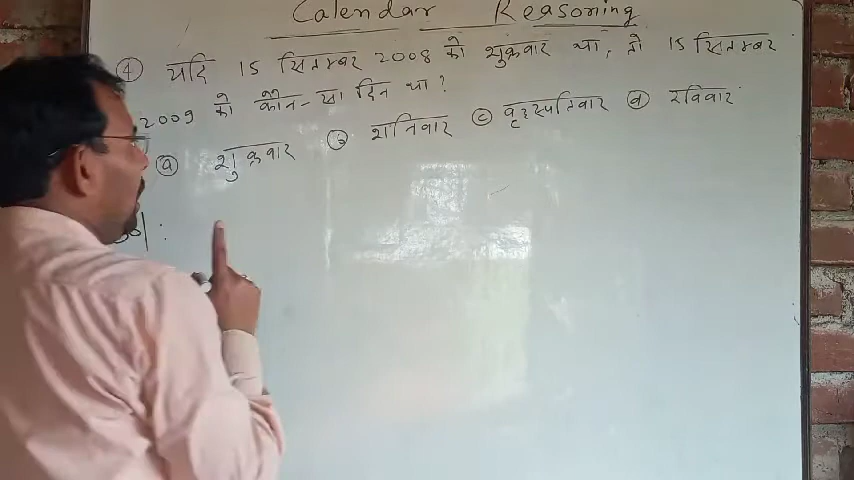 Calendar Reasoning
④ यदि 15 सितम्बर 2008 को शुक्रवार था, तो 15 सितम्बर
2009 को कौन-सा दिन था?
ⓐ शुक्रवार ⓑ शनिवार ⓒ वृहस्पतिवार ⓓ रविवार